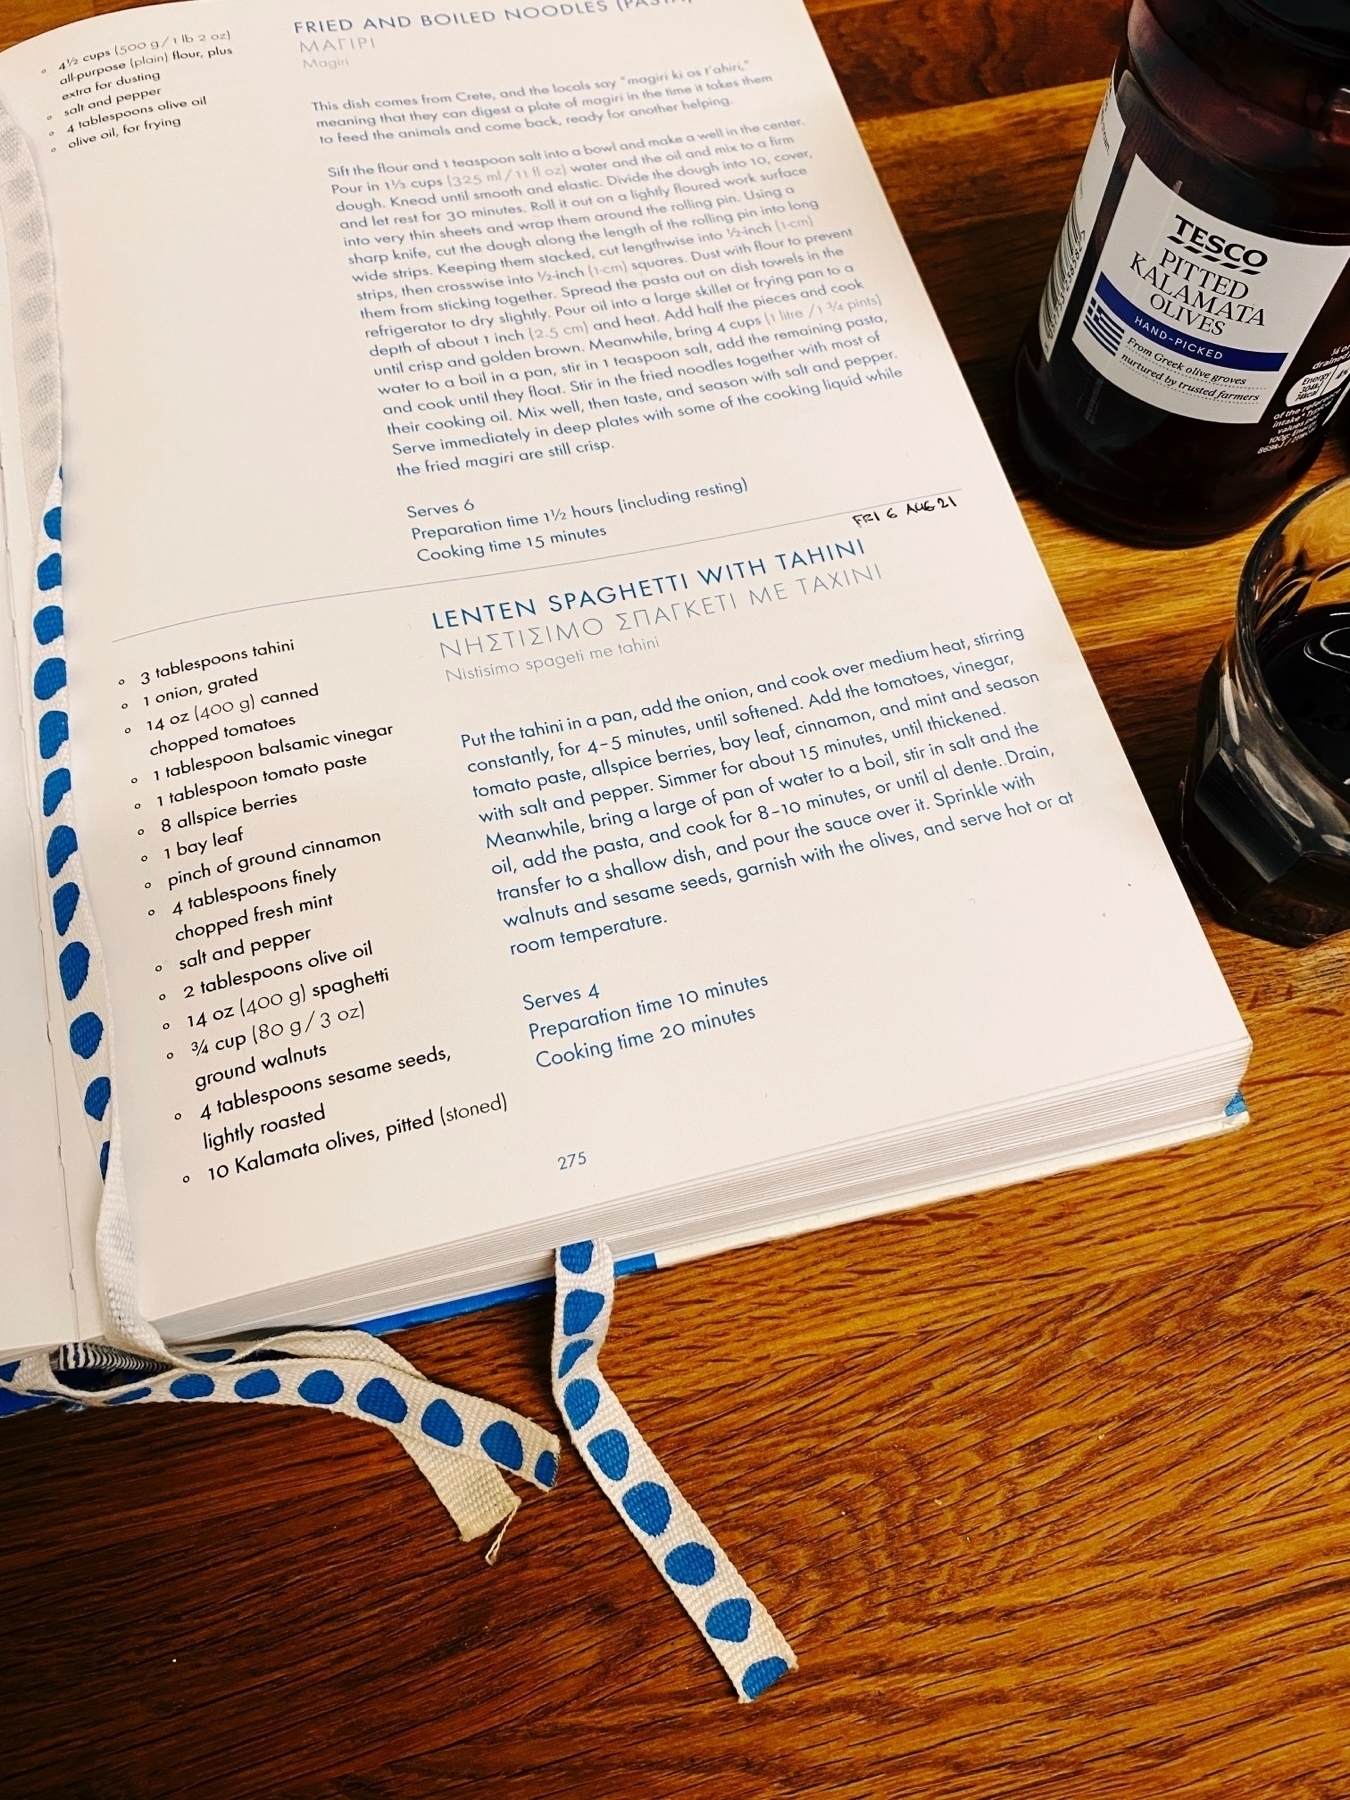 FRIED AND BOILED NOODLES (PASTA)
ΜΑΓΙΡΙ
Magiri
° 4½ cups (500 g / 1 lb 2 oz)
all-purpose (plain) flour, plus
extra for dusting
° salt and pepper
° 4 tablespoons olive oil
° olive oil, for frying
This dish comes from Crete, and the locals say “magiri ki os t’ahiri,”
meaning that they can digest a plate of magiri in the time it takes them
to feed the animals and come back, ready for another helping.
Sift the flour and 1 teaspoon salt into a bowl and make a well in the center.
Pour in 1⅓ cups (325 ml / 11 fl oz) water and the oil and mix to a firm
dough. Knead until smooth and elastic. Divide the dough into 10, cover,
and let rest for 30 minutes. Roll it out on a lightly floured work surface
into very thin sheets and wrap them around the rolling pin. Using a
sharp knife, cut the dough along the length of the rolling pin into long
wide strips. Keeping them stacked, cut lengthwise into ½-inch (1-cm)
strips, then crosswise into ½-inch (1-cm) squares. Dust with flour to prevent
them from sticking together. Spread the pasta out on dish towels in the
refrigerator to dry slightly. Pour oil into a large skillet or frying pan to a
depth of about 1 inch (2.5 cm) and heat. Add half the pieces and cook
until crisp and golden brown. Meanwhile, bring 4 cups (1 litre / 1 ¾ pints)
water to a boil in a pan, stir in 1 teaspoon salt, add the remaining pasta,
and cook until they float. Stir in the fried noodles together with most of
their cooking oil. Mix well, then taste, and season with salt and pepper.
Serve immediately in deep plates with some of the cooking liquid while
the fried magiri are still crisp.
Serves 6
Preparation time 1½ hours (including resting)
Cooking time 15 minutes
FRI 6 AUG 21
LENTEN SPAGHETTI WITH TAHINI
ΝΗΣΤΙΣΙΜΟ ΣΠΑΓΚΕΤΙ ΜΕ ΤΑΧΙΝΙ
Nistisimo spageti me tahini
° 3 tablespoons tahini
° 1 onion, grated
° 14 oz (400 g) canned
chopped tomatoes
° 1 tablespoon balsamic vinegar
° 1 tablespoon tomato paste
° 8 allspice berries
° 1 bay leaf
° pinch of ground cinnamon
° 4 tablespoons finely
chopped fresh mint
° salt and pepper
° 2 tablespoons olive oil
° 14 oz (400 g) spaghetti
° ¾ cup (80 g / 3 oz)
ground walnuts
° 4 tablespoons sesame seeds,
lightly roasted
° 10 Kalamata olives, pitted (stoned)
Put the tahini in a pan, add the onion, and cook over medium heat, stirring
constantly, for 4–5 minutes, until softened. Add the tomatoes, vinegar,
tomato paste, allspice berries, bay leaf, cinnamon, and mint and season
with salt and pepper. Simmer for about 15 minutes, until thickened.
Meanwhile, bring a large of pan of water to a boil, stir in salt and the
oil, add the pasta, and cook for 8–10 minutes, or until al dente. Drain,
transfer to a shallow dish, and pour the sauce over it. Sprinkle with
walnuts and sesame seeds, garnish with the olives, and serve hot or at
room temperature.
Serves 4
Preparation time 10 minutes
Cooking time 20 minutes
275
TESCO
PITTED
KALAMATA
OLIVES
HAND-PICKED
From Greek olive groves
nurtured by trusted farmers
Energy